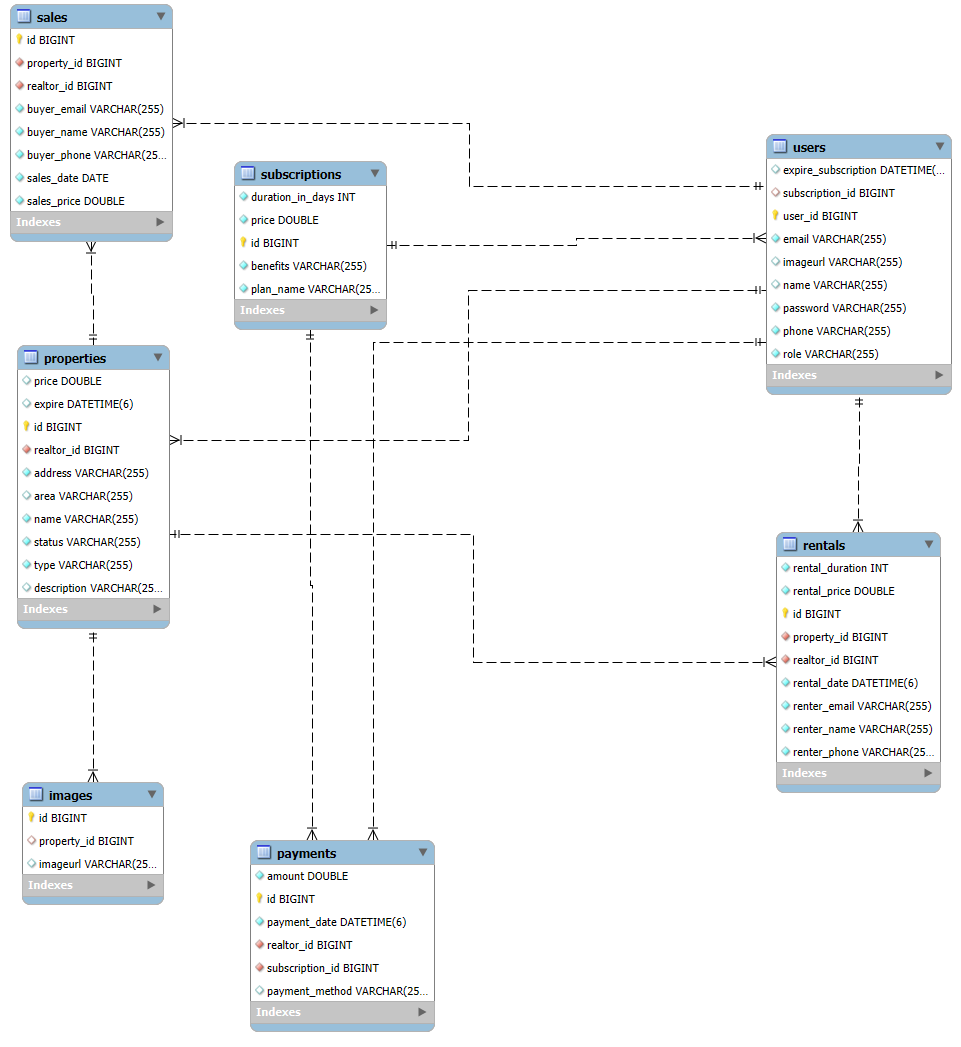 sales
id BIGINT
property_id BIGINT
realtor_id BIGINT
buyer_email VARCHAR(255)
buyer_name VARCHAR(255)
buyer_phone VARCHAR(25...
sales_date DATE
sales_price DOUBLE
Indexes
subscriptions
duration_in_days INT
price DOUBLE
id BIGINT
benefits VARCHAR(255)
plan_name VARCHAR(25...
Indexes
users
expire_subscription DATETIME(...
subscription_id BIGINT
user_id BIGINT
email VARCHAR(255)
imageurl VARCHAR(255)
name VARCHAR(255)
password VARCHAR(255)
phone VARCHAR(255)
role VARCHAR(255)
Indexes
properties
price DOUBLE
expire DATETIME(6)
id BIGINT
realtor_id BIGINT
address VARCHAR(255)
area VARCHAR(255)
name VARCHAR(255)
status VARCHAR(255)
type VARCHAR(255)
description VARCHAR(25...
Indexes
rentals
rental_duration INT
rental_price DOUBLE
id BIGINT
property_id BIGINT
realtor_id BIGINT
rental_date DATETIME(6)
renter_email VARCHAR(255)
renter_name VARCHAR(255)
renter_phone VARCHAR(25...
Indexes
images
id BIGINT
property_id BIGINT
imageurl VARCHAR(25...
Indexes
payments
amount DOUBLE
id BIGINT
payment_date DATETIME(6)
realtor_id BIGINT
subscription_id BIGINT
payment_method VARCHAR(25...
Indexes